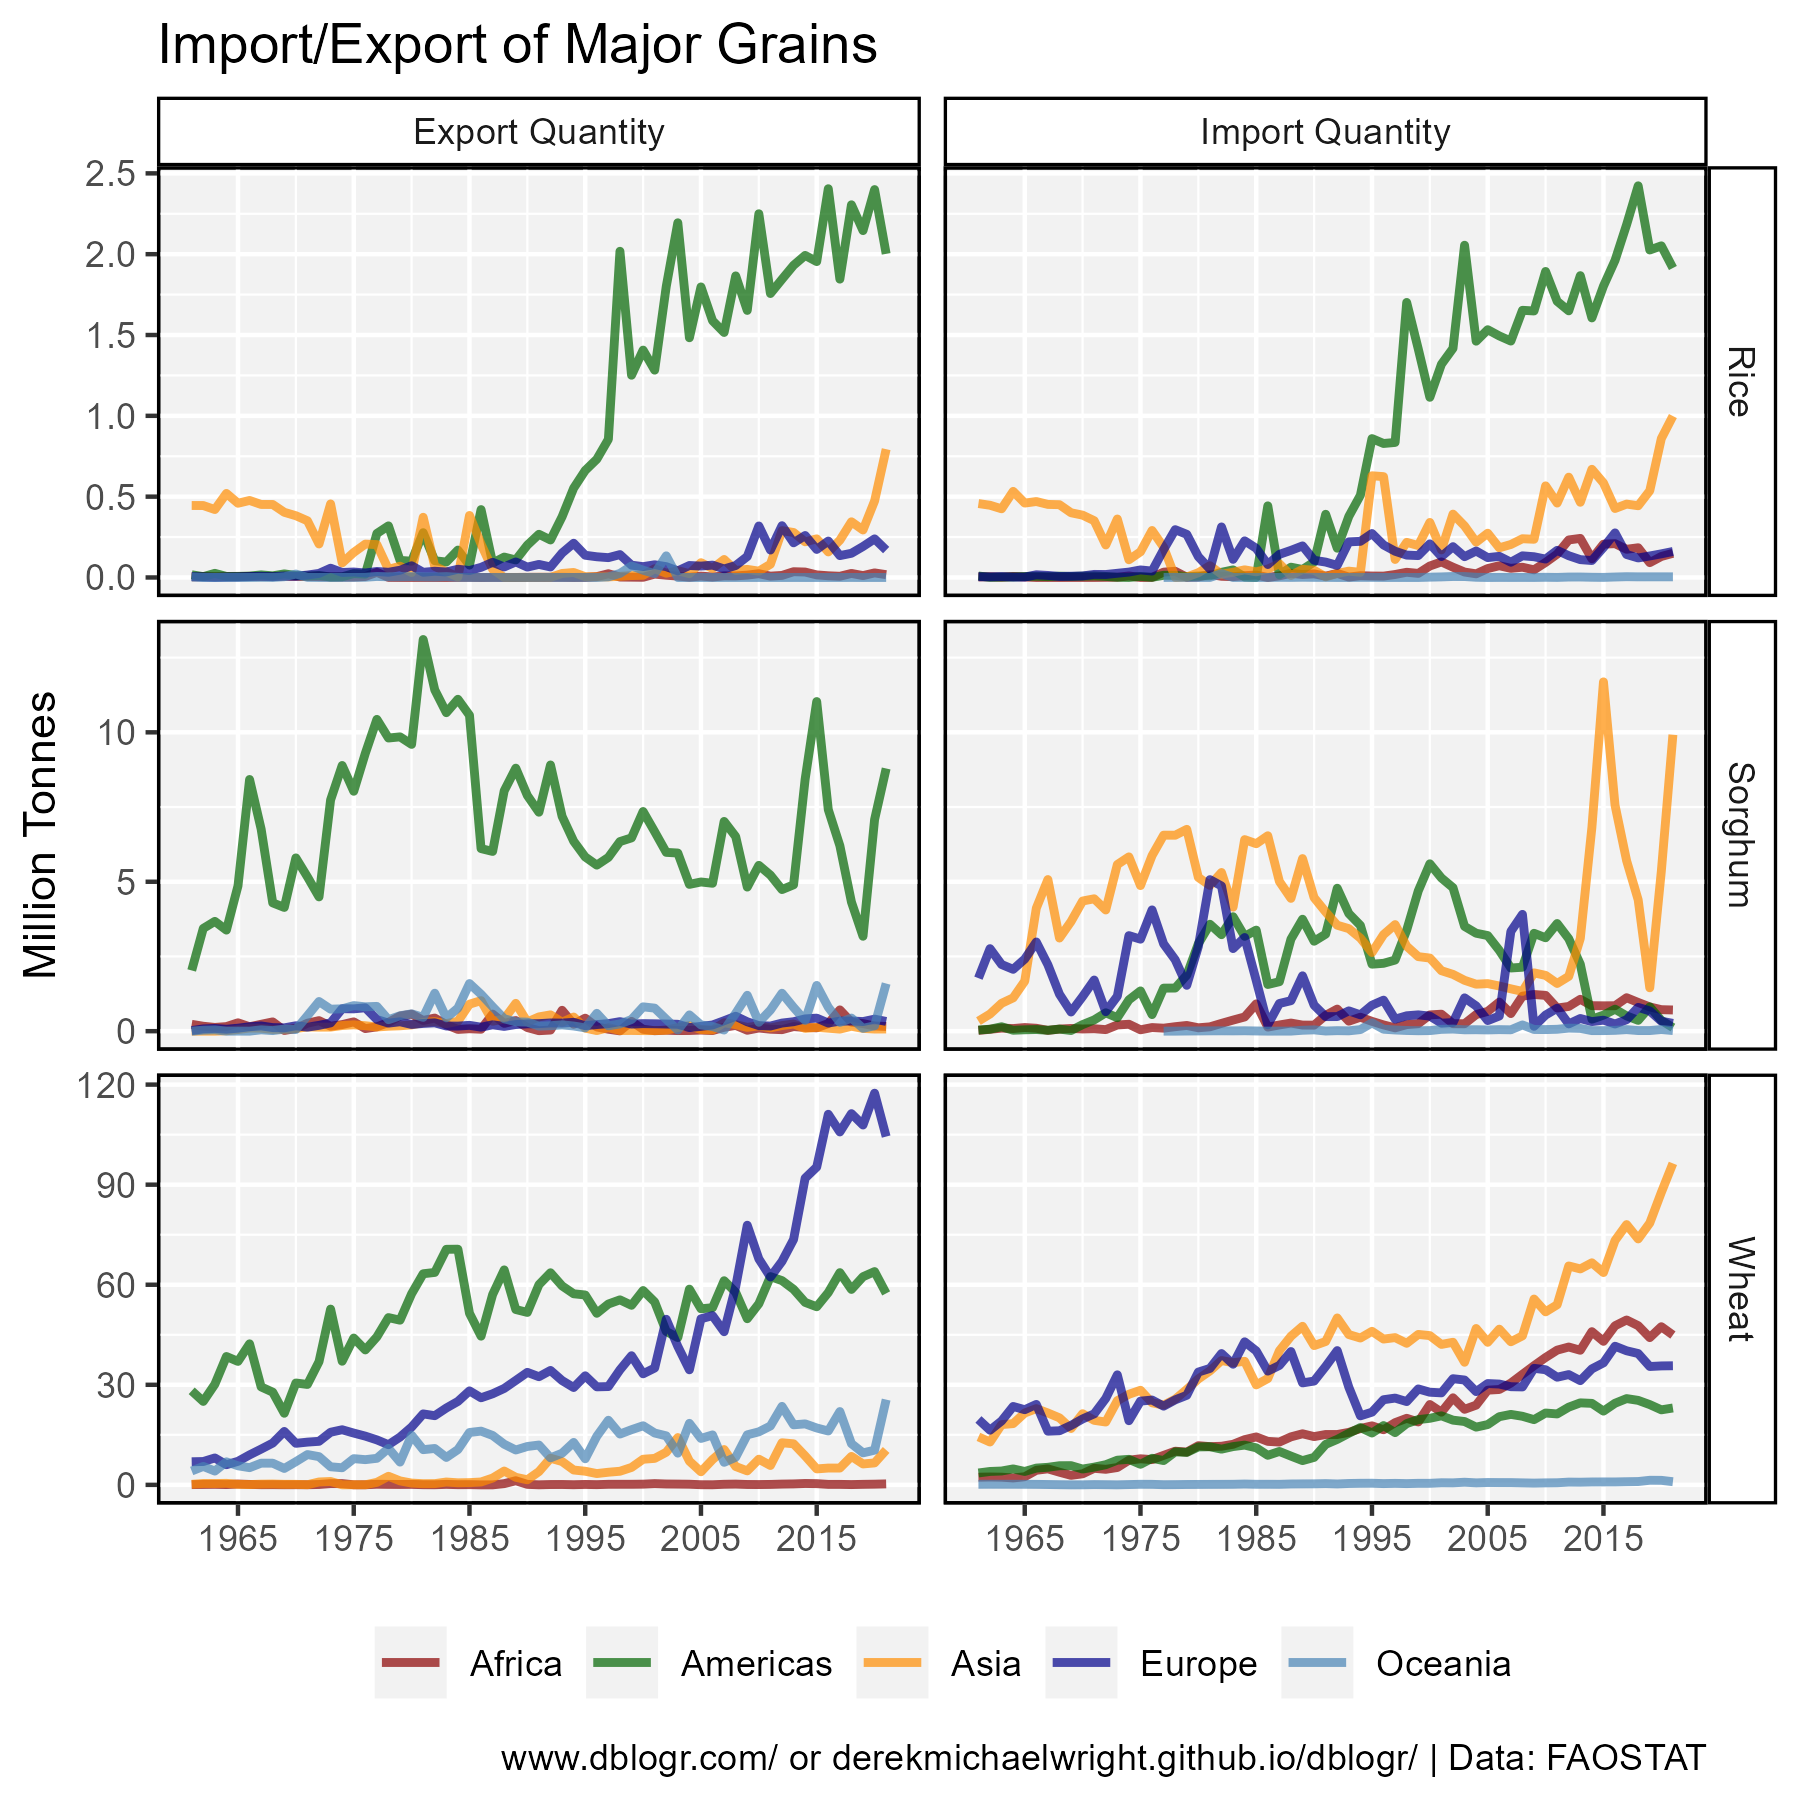 Import/Export of Major Grains
Export Quantity
Import Quantity
2.5
2.0
1.5
1.0
0.5
0.0
Rice
10
5
0
Sorghum
Million Tonnes
120
90
60
30
0
Wheat
1965 1975 1985 1995 2005 2015
1965 1975 1985 1995 2005 2015
Africa Americas Asia Europe Oceania
www.dblogr.com/ or derekmichaelwright.github.io/dblogr/ | Data: FAOSTAT